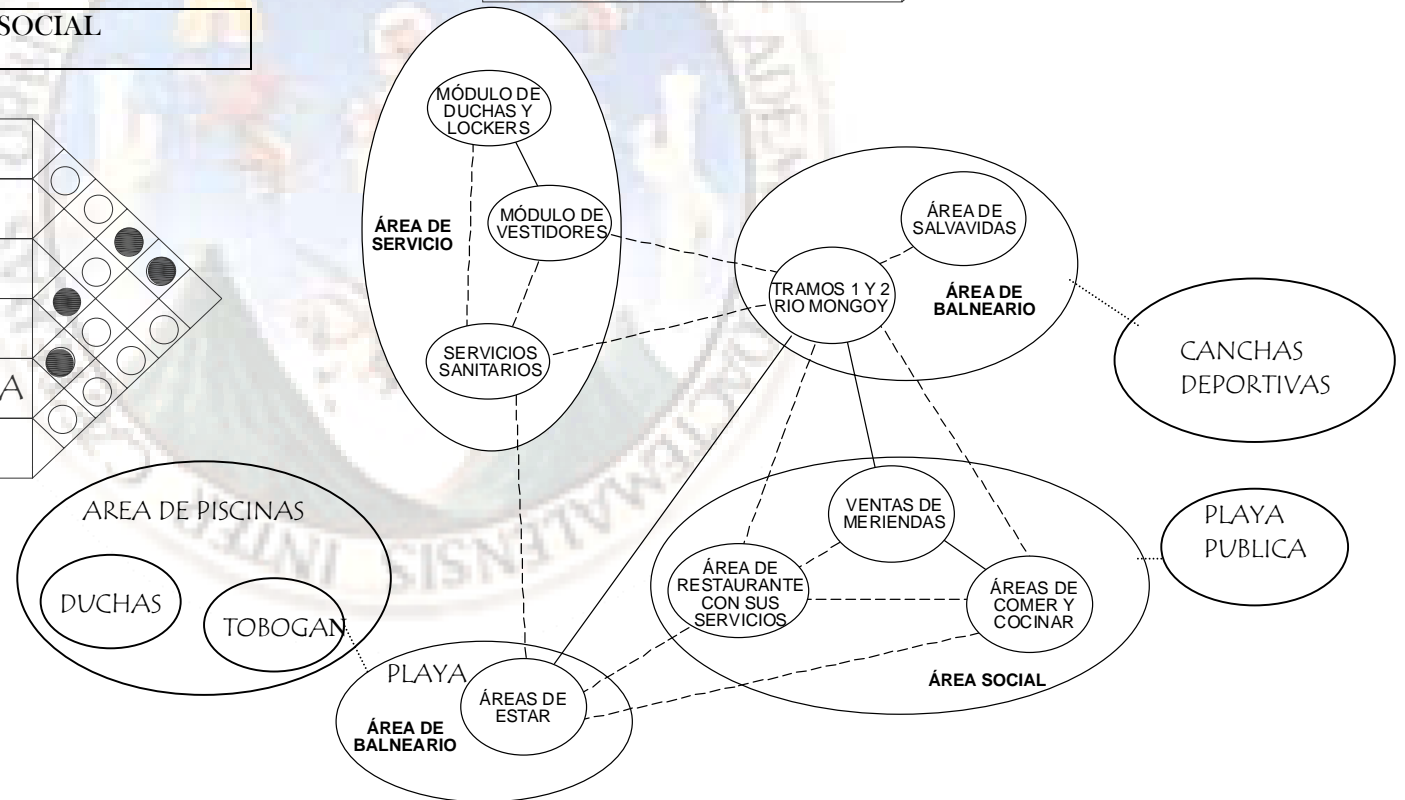 SOCIAL
MÓDULO DE
DUCHAS Y
LOCKERS
MÓDULO DE
VESTIDORES
ÁREA DE
SERVICIO
SERVICIOS
SANITARIOS
ÁREA DE
SALVAVIDAS
TRAMOS 1 Y 2
RIO MONGOY
ÁREA DE
BALNEARIO
CANCHAS
DEPORTIVAS
A
AREA DE PISCINAS
DUCHAS
TOBOGAN
VENTAS DE
MERIENDAS
ÁREA DE
RESTAURANTE
CON SUS
SERVICIOS
ÁREAS DE
COMER Y
COCINAR
ÁREA SOCIAL
PLAYA
PUBLICA
PLAYA
ÁREAS DE
ESTAR
ÁREA DE
BALNEARIO